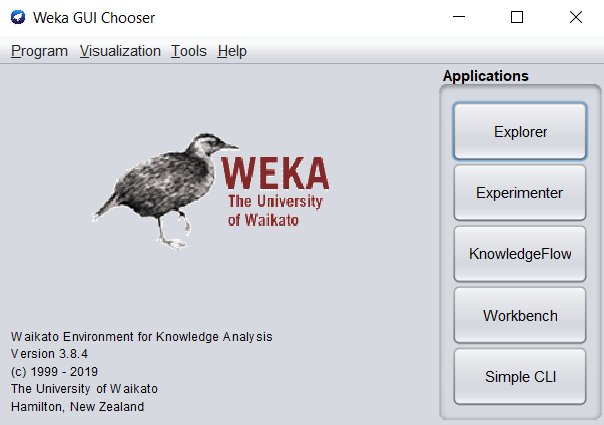 Weka GUI Chooser
Program Visualization Tools Help
Applications
Explorer
Experimenter
KnowledgeFlow
Workbench
Simple CLI
WEKA
The University
of Waikato
Waikato Environment for Knowledge Analysis
Version 3.8.4
(c) 1999 - 2019
The University of Waikato
Hamilton, New Zealand